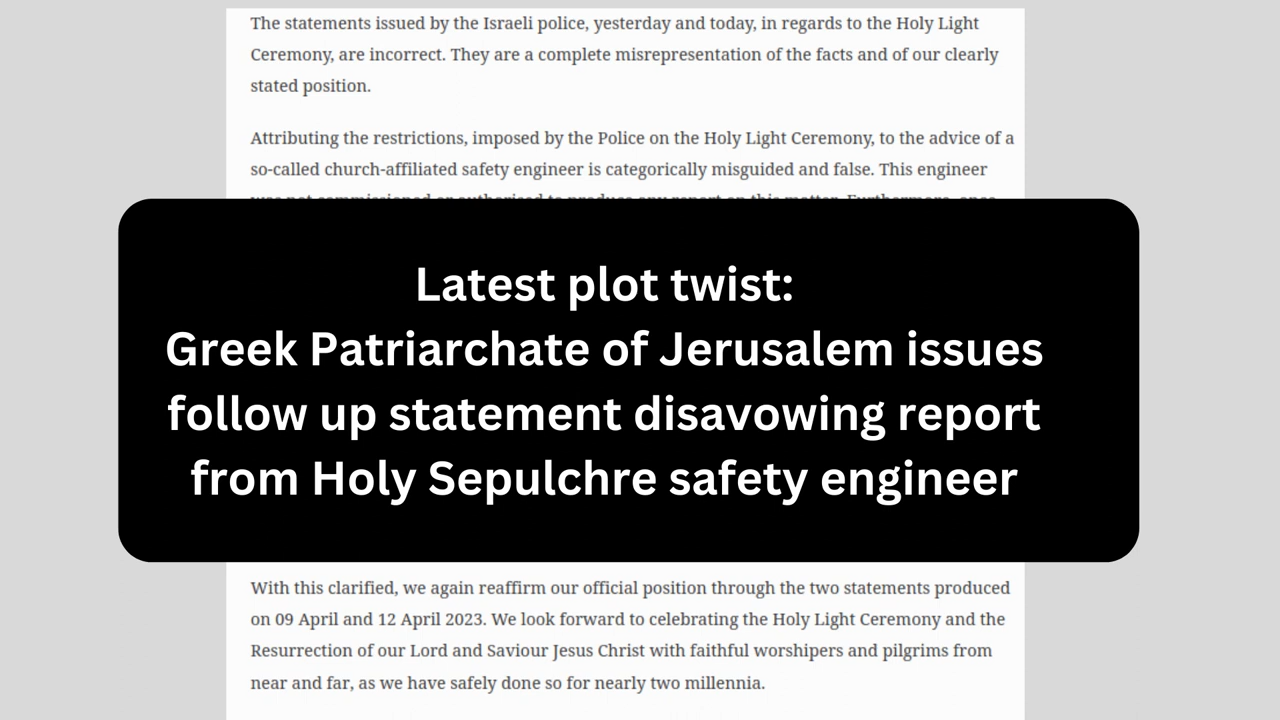 The statements issued by the Israeli police, yesterday and today, in regards to the Holy Light
Ceremony, are incorrect. They are a complete misrepresentation of the facts and of our clearly
stated position.
Attributing the restrictions, imposed by the Police on the Holy Light Ceremony, to the advice of a
so-called church-affiliated safety engineer is categorically misguided and false. This engineer
Latest plot twist:
Greek Patriarchate of Jerusalem issues
follow up statement disavowing report
from Holy Sepulchre safety engineer
With this clarified, we again reaffirm our official position through the two statements produced
on 09 April and 12 April 2023. We look forward to celebrating the Holy Light Ceremony and the
Resurrection of our Lord and Saviour Jesus Christ with faithful worshipers and pilgrims from
near and far, as we have safely done so for nearly two millennia.